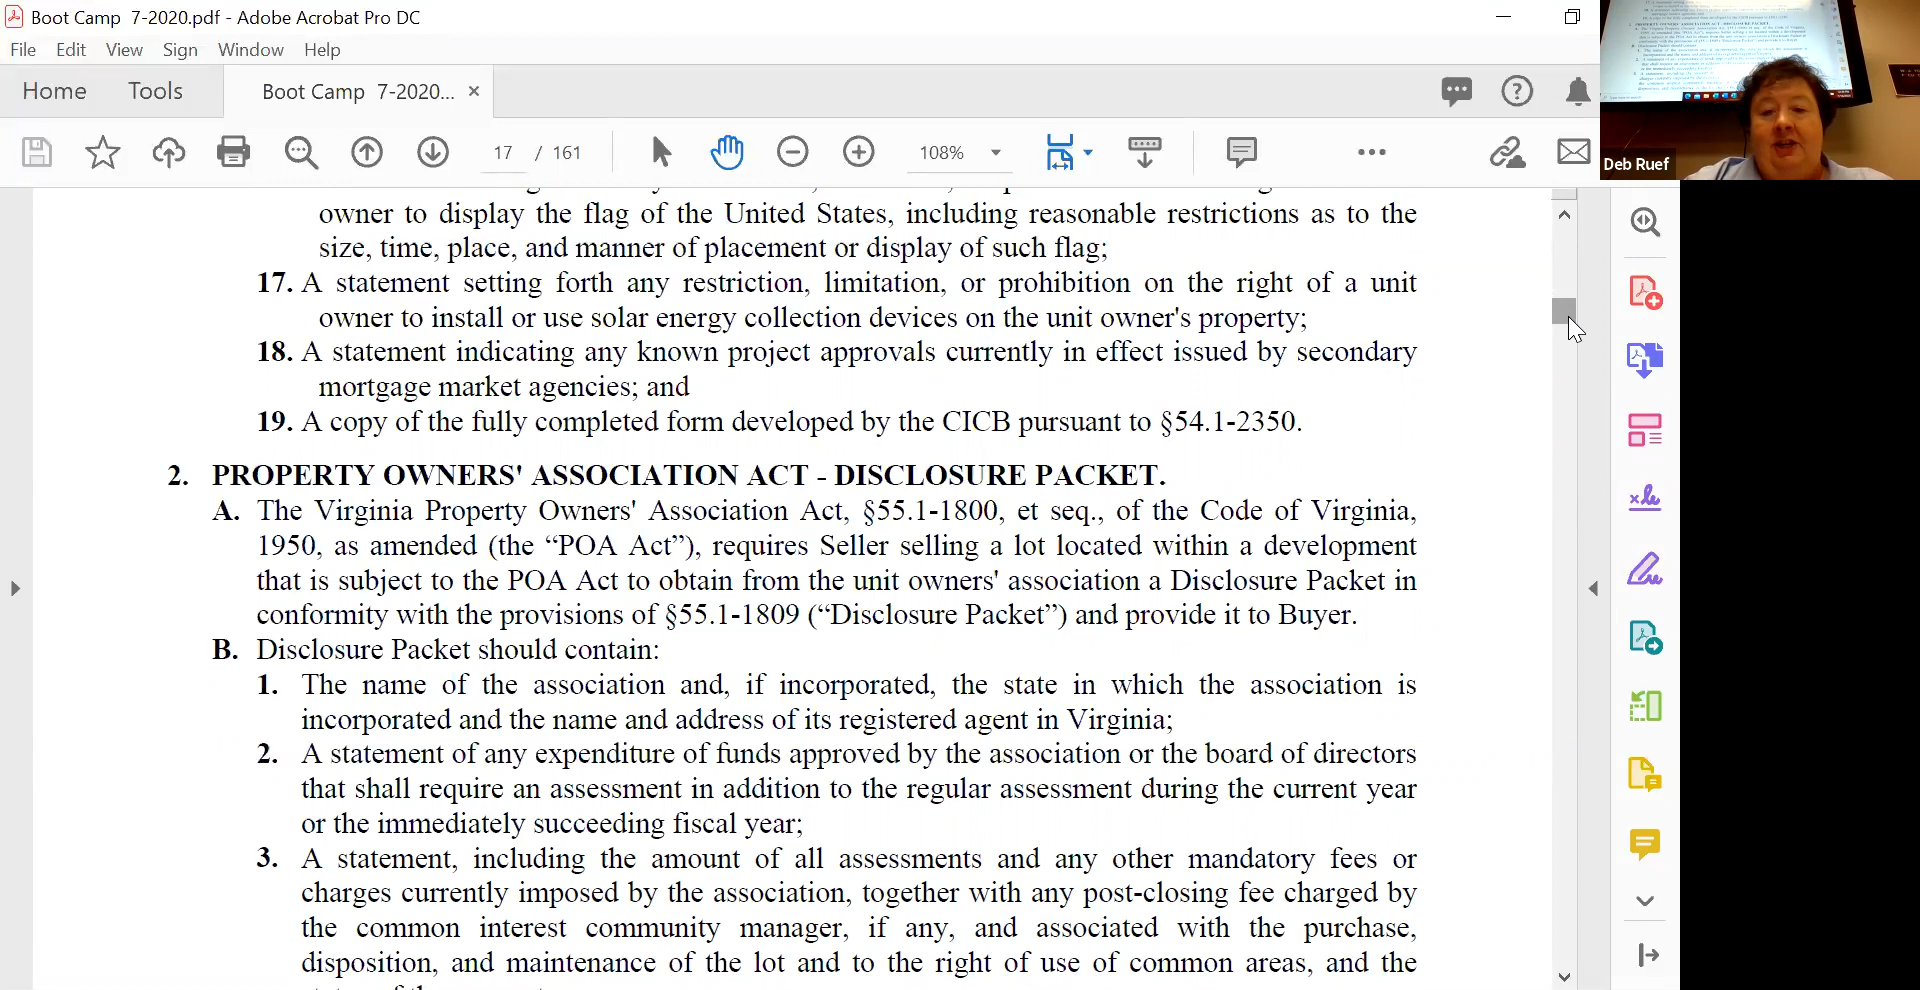 Boot Camp 7-2020.pdf - Adobe Acrobat Pro DC
File Edit View Sign Window Help
Home Tools Boot Camp 7-2020... ×
17 / 161 108%
Deb Ruef
owner to display the flag of the United States, including reasonable restrictions as to the
size, time, place, and manner of placement or display of such flag;
17. A statement setting forth any restriction, limitation, or prohibition on the right of a unit
owner to install or use solar energy collection devices on the unit owner's property;
18. A statement indicating any known project approvals currently in effect issued by secondary
mortgage market agencies; and
19. A copy of the fully completed form developed by the CICB pursuant to §54.1-2350.
2. PROPERTY OWNERS' ASSOCIATION ACT - DISCLOSURE PACKET.
A. The Virginia Property Owners' Association Act, §55.1-1800, et seq., of the Code of Virginia,
1950, as amended (the “POA Act”), requires Seller selling a lot located within a development
that is subject to the POA Act to obtain from the unit owners' association a Disclosure Packet in
conformity with the provisions of §55.1-1809 (“Disclosure Packet”) and provide it to Buyer.
B. Disclosure Packet should contain:
1. The name of the association and, if incorporated, the state in which the association is
incorporated and the name and address of its registered agent in Virginia;
2. A statement of any expenditure of funds approved by the association or the board of directors
that shall require an assessment in addition to the regular assessment during the current year
or the immediately succeeding fiscal year;
3. A statement, including the amount of all assessments and any other mandatory fees or
charges currently imposed by the association, together with any post-closing fee charged by
the common interest community manager, if any, and associated with the purchase,
disposition, and maintenance of the lot and to the right of use of common areas, and the